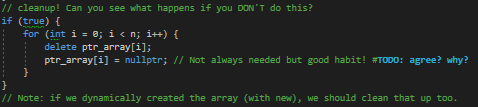 // cleanup! Can you see what happens if you DON'T do this?
if (true) {
    for (int i = 0; i < n; i++) {
        delete ptr_array[i];
        ptr_array[i] = nullptr; // Not always needed but good habit! #TODO: agree? why?
    }
}
// Note: if we dynamically created the array (with new), we should clean that up too.